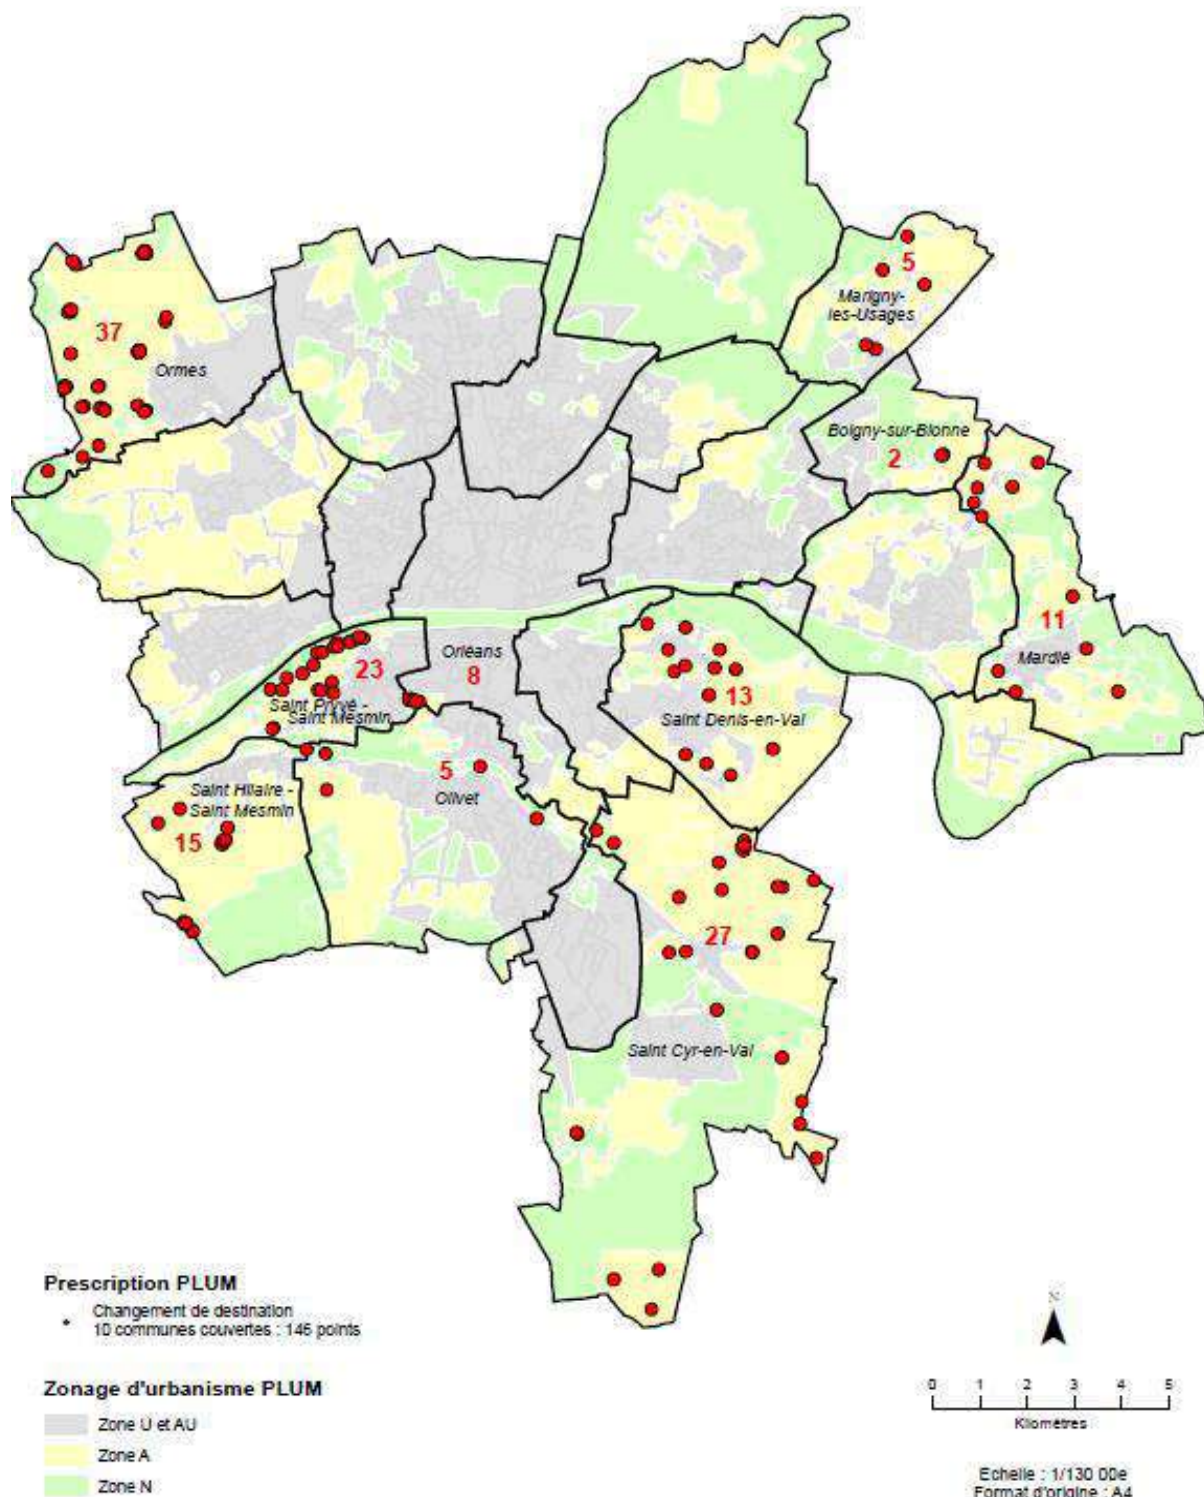 5
Marigny-
les-Usages
37
Ormes
Boigny-sur-Bionne
2
11
Mardié
23
Orléans
8
Saint Pryvé -
Saint Mesmin
13
Saint Denis-en-Val
5
Olivet
Saint Hilaire -
Saint Mesmin
15
27
Saint Cyr-en-Val
Prescription PLUM
Changement de destination
10 communes couvertes : 146 points
Zonage d'urbanisme PLUM
Zone U et AU
Zone A
Zone N
N
0 1 2 3 4 5
Kilomètres
Echelle : 1/130 00e
Format d'origine : A4